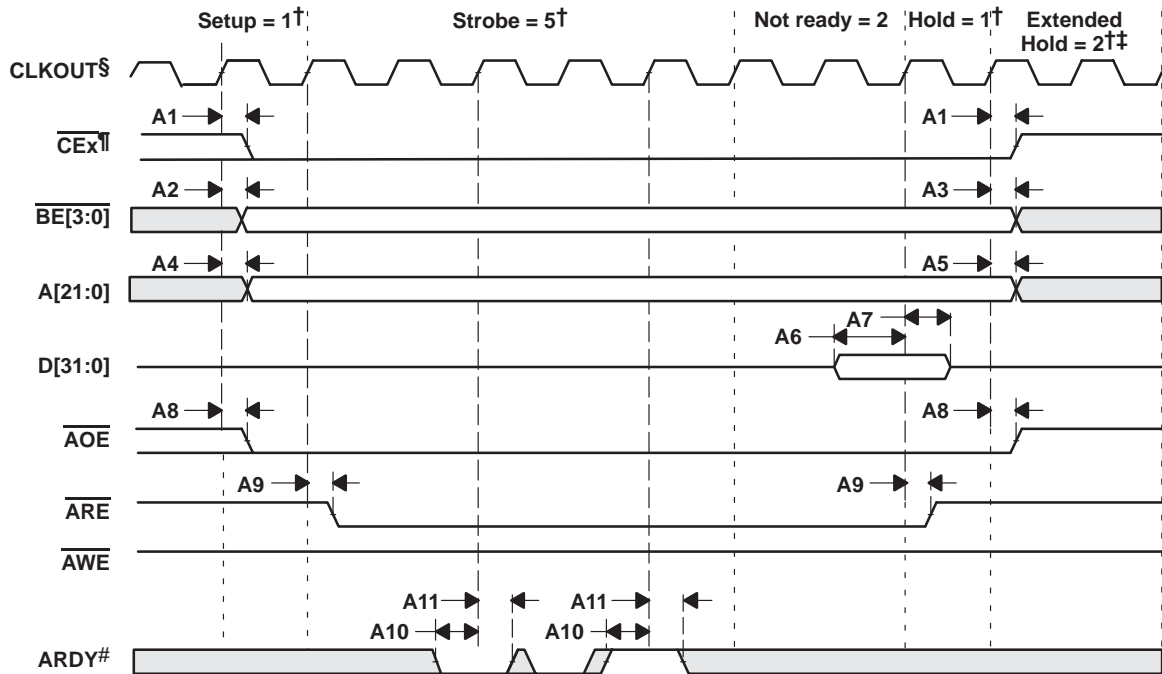 Setup = 1† Strobe = 5† Not ready = 2 Hold = 1† Extended
Hold = 2†‡
CLKOUT§
A1 A1
CEx¶
A2 A3
BE[3:0]
A4 A5
A[21:0]
A7
A6
D[31:0]
A8 A8
AOE
A9 A9
ARE
AWE
A11 A11
A10 A10
ARDY#